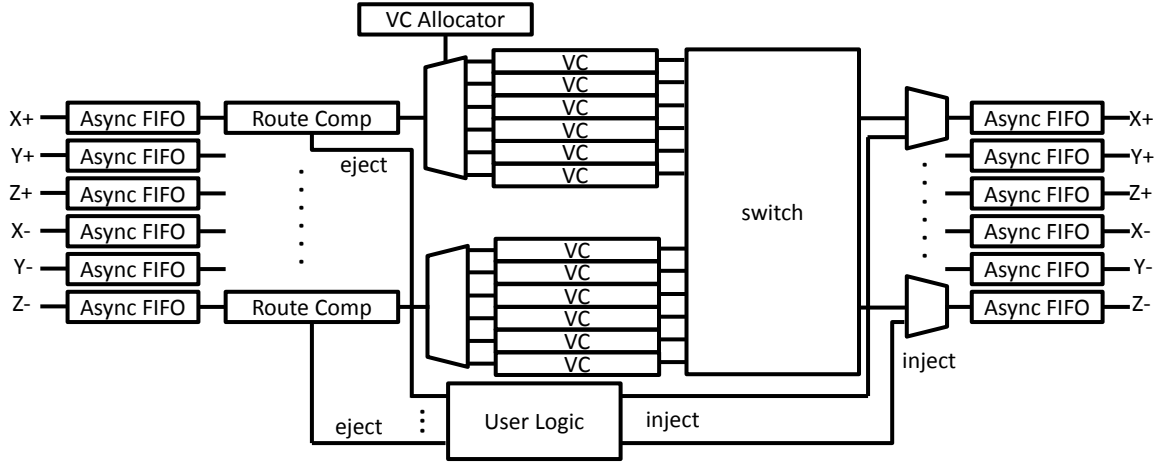 VC Allocator
VC
VC
VC
VC
VC
VC
X+ Async FIFO Route Comp
Y+ Async FIFO
eject
Z+ Async FIFO
X- Async FIFO
Y- Async FIFO
Z- Async FIFO Route Comp
switch
VC
VC
VC
VC
VC
VC
Async FIFO X+
Async FIFO Y+
Async FIFO Z+
Async FIFO X-
Async FIFO Y-
Async FIFO Z-
inject
eject
User Logic
inject